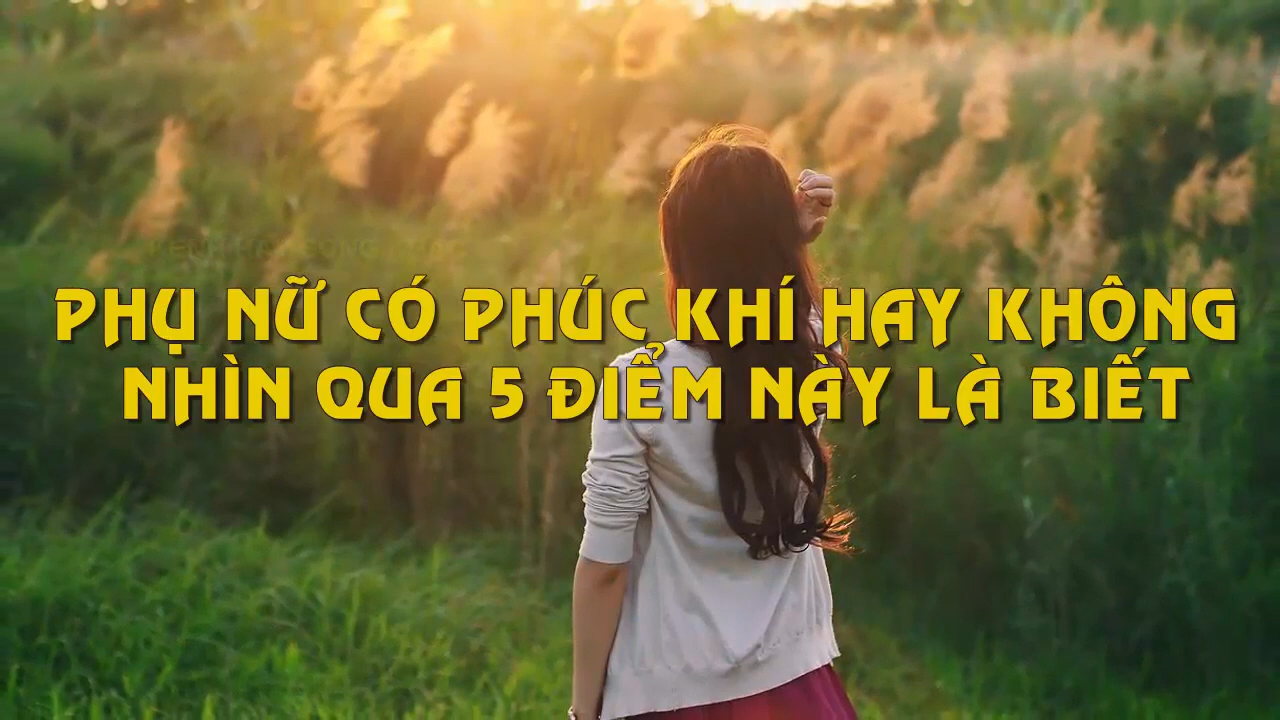 PHỤ NỮ CÓ PHÚC KHÍ HAY KHÔNG
NHÌN QUA 5 ĐIỂM NÀY LÀ BIẾT